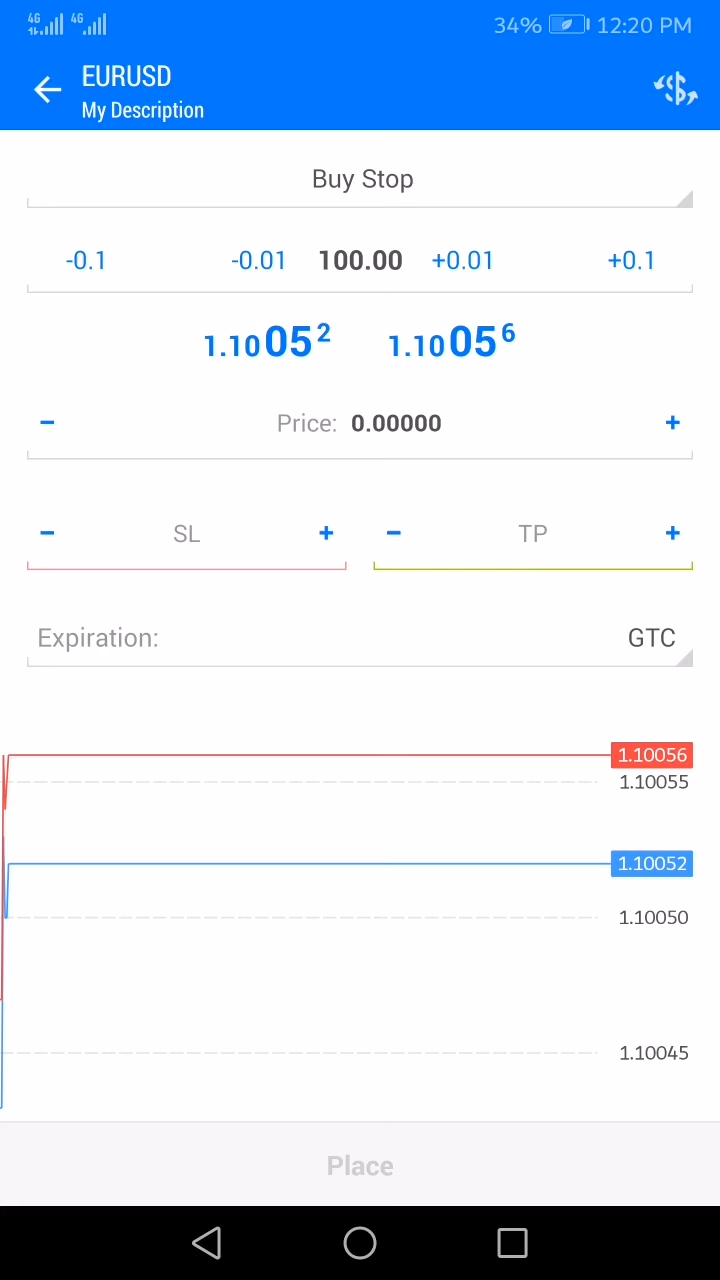 4G 4G 34% 12:20 PM
EURUSD
My Description
Buy Stop
-0.1 -0.01 100.00 +0.01 +0.1
1.10052 1.10056
− Price: 0.00000 +
− SL + − TP +
Expiration: GTC
1.10056
1.10055
1.10052
1.10050
1.10045
Place